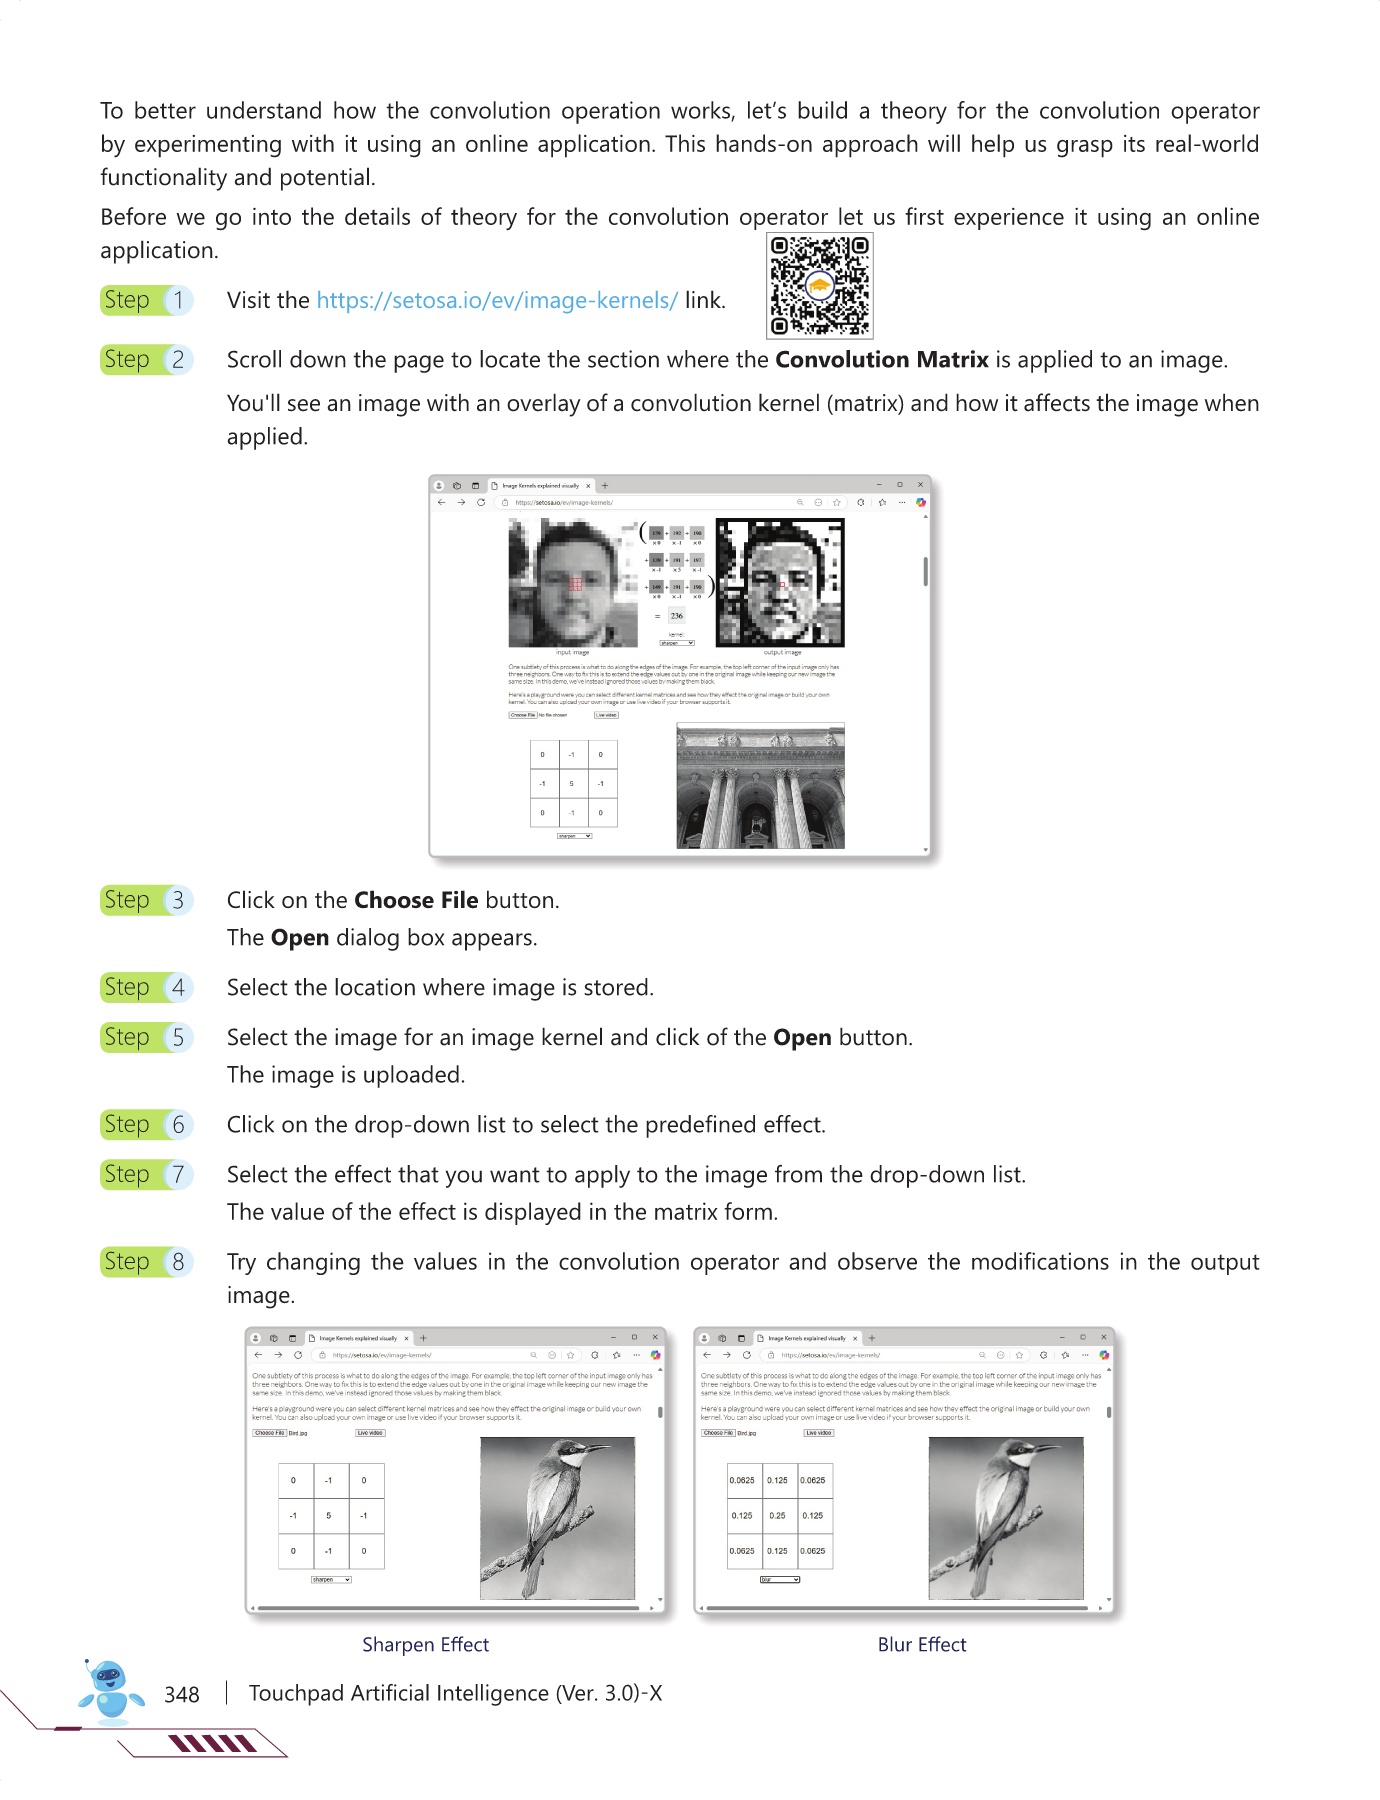 To better understand how the convolution operation works, let's build a theory for the convolution operator
by experimenting with it using an online application. This hands-on approach will help us grasp its real-world
functionality and potential.
Before we go into the details of theory for the convolution operator let us first experience it using an online
application.
Step 1 Visit the https://setosa.io/ev/image-kernels/ link.
Step 2 Scroll down the page to locate the section where the Convolution Matrix is applied to an image.
You'll see an image with an overlay of a convolution kernel (matrix) and how it affects the image when
applied.
Image Kernels explained visually
https://setosa.io/ev/image-kernels/
= 236
kernel:
sharpen
input image
output image
One subtlety of this process is what to do along the edges of the image. For example, the top left corner of the input image only has
three neighbors. One way to fix this is to extend the edge values out by one in the original image while keeping our new image the
same size. In this demo, we've instead ignored those values by making them black.
Here's a playground were you can select different kernel matrices and see how they effect the original image or build your own
kernel. You can also upload your own image or use live video if your browser supports it.
Choose File No file chosen Live video
0 -1 0
-1 5 -1
0 -1 0
sharpen
Step 3 Click on the Choose File button.
The Open dialog box appears.
Step 4 Select the location where image is stored.
Step 5 Select the image for an image kernel and click of the Open button.
The image is uploaded.
Step 6 Click on the drop-down list to select the predefined effect.
Step 7 Select the effect that you want to apply to the image from the drop-down list.
The value of the effect is displayed in the matrix form.
Step 8 Try changing the values in the convolution operator and observe the modifications in the output
image.
Image Kernels explained visually
https://setosa.io/ev/image-kernels/
One subtlety of this process is what to do along the edges of the image. For example, the top left corner of the input image only has
three neighbors. One way to fix this is to extend the edge values out by one in the original image while keeping our new image the
same size. In this demo, we've instead ignored those values by making them black.
Here's a playground were you can select different kernel matrices and see how they effect the original image or build your own
kernel. You can also upload your own image or use live video if your browser supports it.
Choose File Bird.jpg Live video
0 -1 0
-1 5 -1
0 -1 0
sharpen
Sharpen Effect
Image Kernels explained visually
https://setosa.io/ev/image-kernels/
One subtlety of this process is what to do along the edges of the image. For example, the top left corner of the input image only has
three neighbors. One way to fix this is to extend the edge values out by one in the original image while keeping our new image the
same size. In this demo, we've instead ignored those values by making them black.
Here's a playground were you can select different kernel matrices and see how they effect the original image or build your own
kernel. You can also upload your own image or use live video if your browser supports it.
Choose File Bird.jpg Live video
0.0625 0.125 0.0625
0.125 0.25 0.125
0.0625 0.125 0.0625
blur
Blur Effect
348 | Touchpad Artificial Intelligence (Ver. 3.0)-X